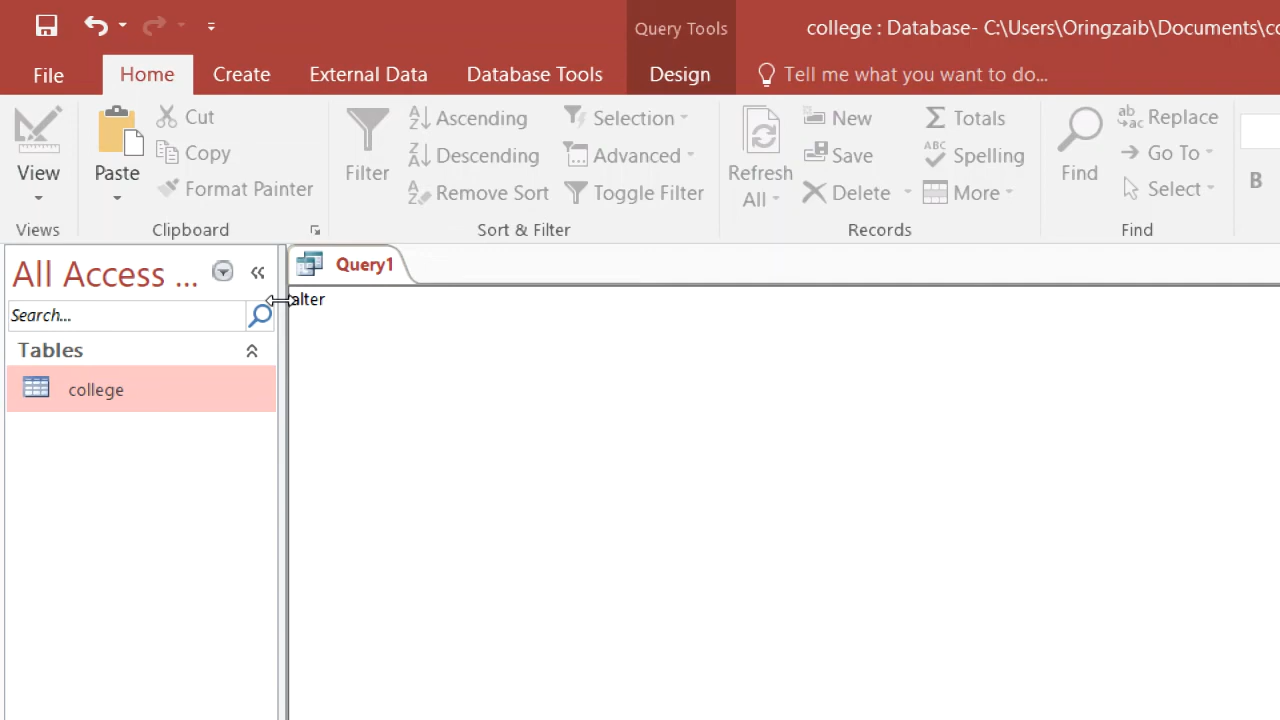 Query Tools
college : Database- C:\Users\Oringzaib\Documents\co
File
Home
Create
External Data
Database Tools
Design
Tell me what you want to do...
View
Views
Paste
Cut
Copy
Format Painter
Clipboard
Filter
Ascending
Descending
Remove Sort
Selection
Advanced
Toggle Filter
Sort & Filter
Refresh
All
New
Save
Delete
Totals
Spelling
More
Records
Find
Replace
Go To
Select
Find
B
All Access ...
Search...
Tables
college
Query1
alter